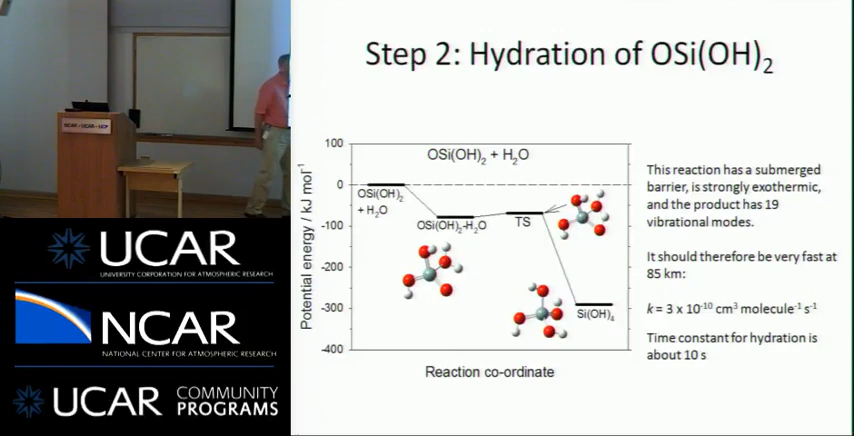 Step 2: Hydration of OSi(OH)2
UCAR · UCAR · UCP
UCAR
UNIVERSITY CORPORATION FOR ATMOSPHERIC RESEARCH
NCAR
NATIONAL CENTER FOR ATMOSPHERIC RESEARCH
UCAR COMMUNITY PROGRAMS
Potential energy / kJ mol⁻¹
100
0
-100
-200
-300
-400
OSi(OH)₂ + H₂O
OSi(OH)₂
+ H₂O
OSi(OH)₂-H₂O
TS
Si(OH)₄
Reaction co-ordinate
This reaction has a submerged
barrier, is strongly exothermic,
and the product has 19
vibrational modes.
It should therefore be very fast at
85 km:
k = 3 x 10⁻¹⁰ cm³ molecule⁻¹ s⁻¹
Time constant for hydration is
about 10 s